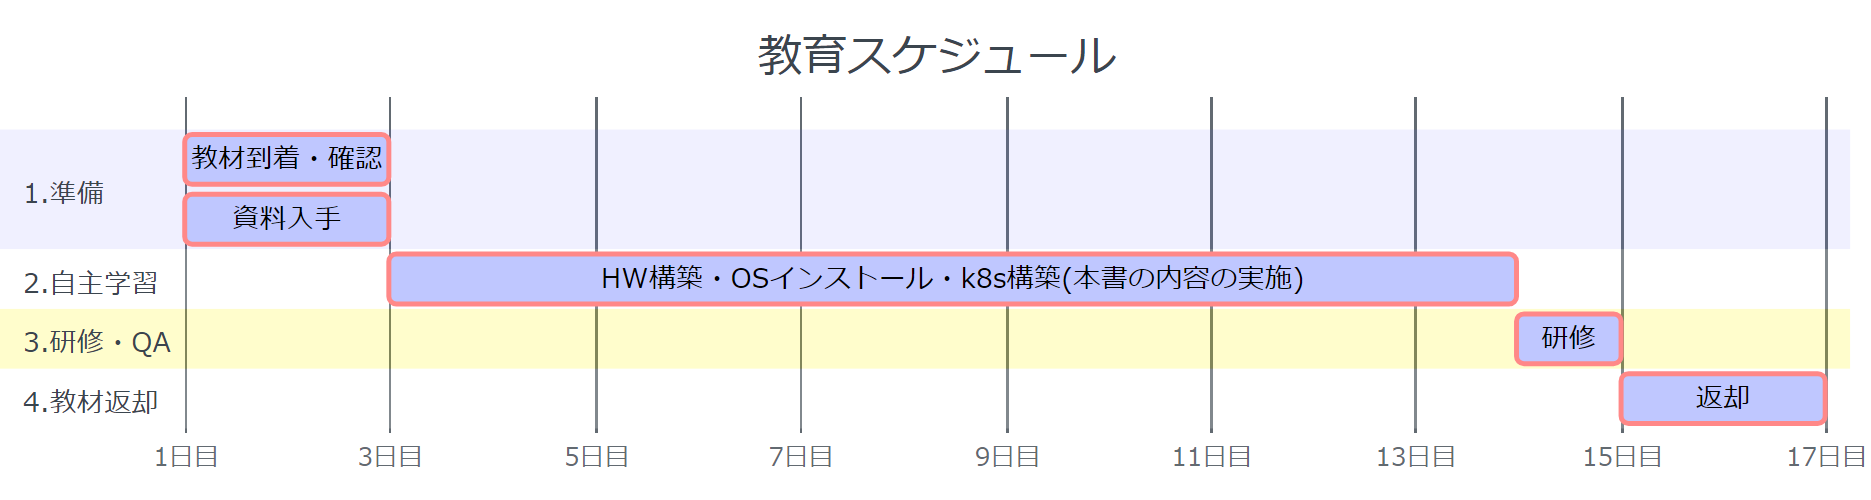 教育スケジュール
1.準備
教材到着・確認
資料入手
2.自主学習
HW構築・OSインストール・k8s構築(本書の内容の実施)
3.研修・QA
研修
4.教材返却
返却
1日目
3日目
5日目
7日目
9日目
11日目
13日目
15日目
17日目